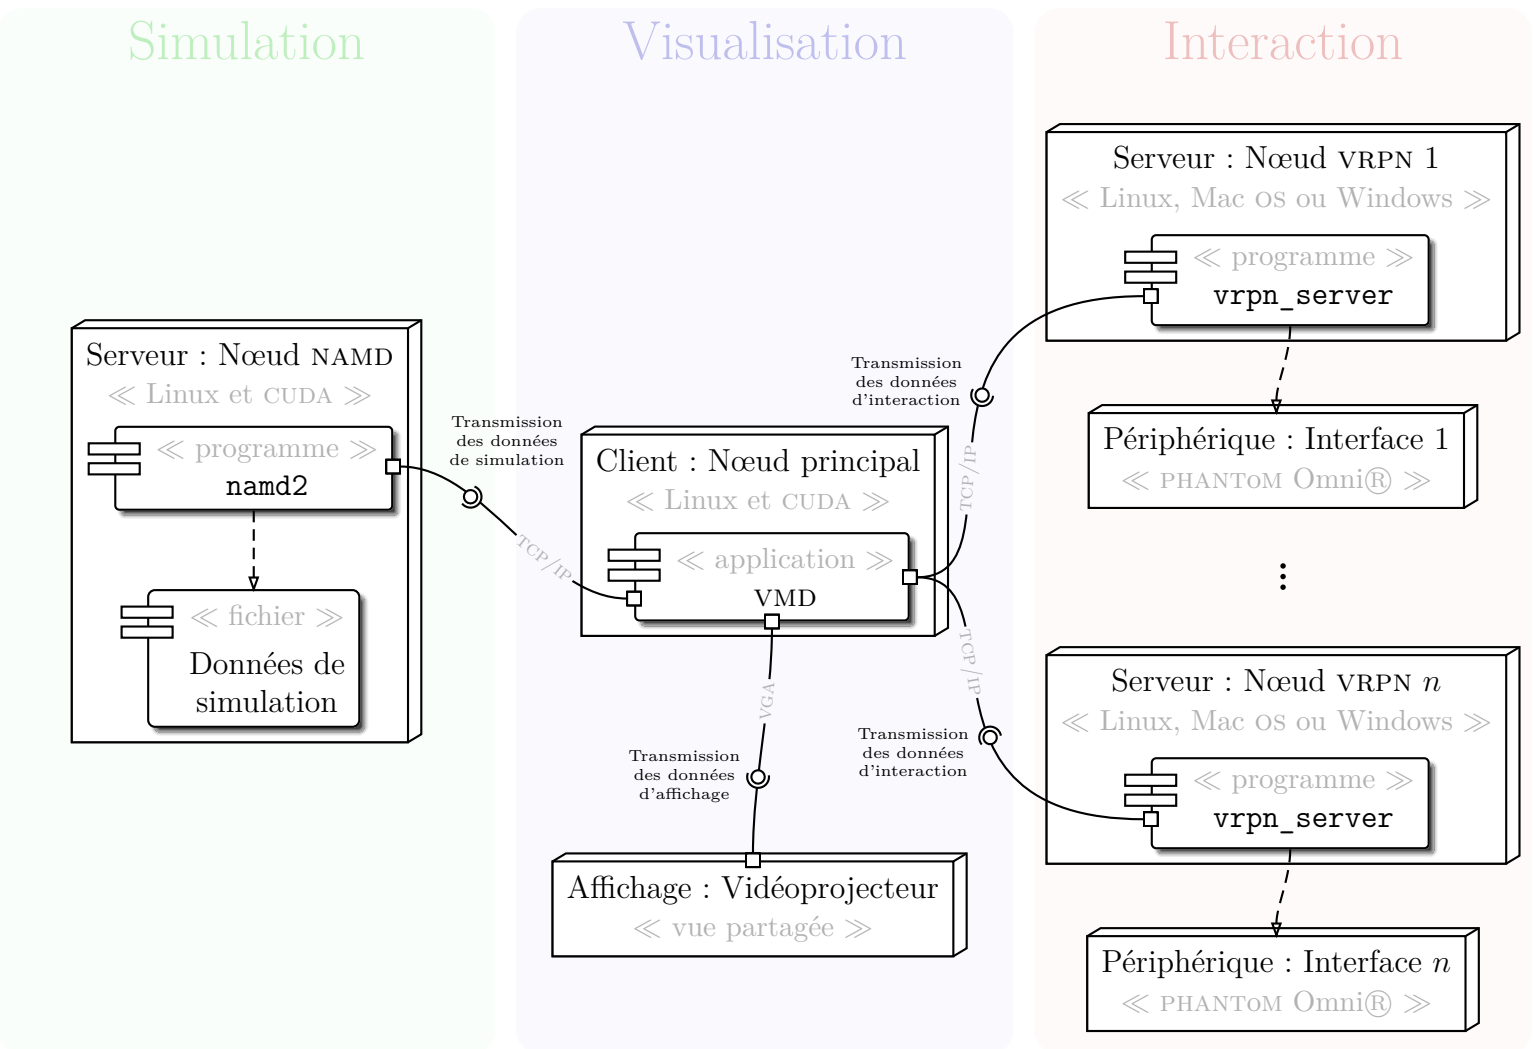 Simulation
Visualisation
Interaction
Serveur : Nœud NAMD
≪ Linux et CUDA ≫
≪ programme ≫
namd2
≪ fichier ≫
Données de
simulation
Transmission
des données
de simulation
TCP/IP
Client : Nœud principal
≪ Linux et CUDA ≫
≪ application ≫
VMD
VGA
Transmission
des données
d'affichage
Affichage : Vidéoprojecteur
≪ vue partagée ≫
Transmission
des données
d'interaction
TCP/IP
TCP/IP
Transmission
des données
d'interaction
Serveur : Nœud VRPN 1
≪ Linux, Mac OS ou Windows ≫
≪ programme ≫
vrpn_server
Périphérique : Interface 1
≪ PHANToM Omni® ≫
⋮
Serveur : Nœud VRPN n
≪ Linux, Mac OS ou Windows ≫
≪ programme ≫
vrpn_server
Périphérique : Interface n
≪ PHANToM Omni® ≫